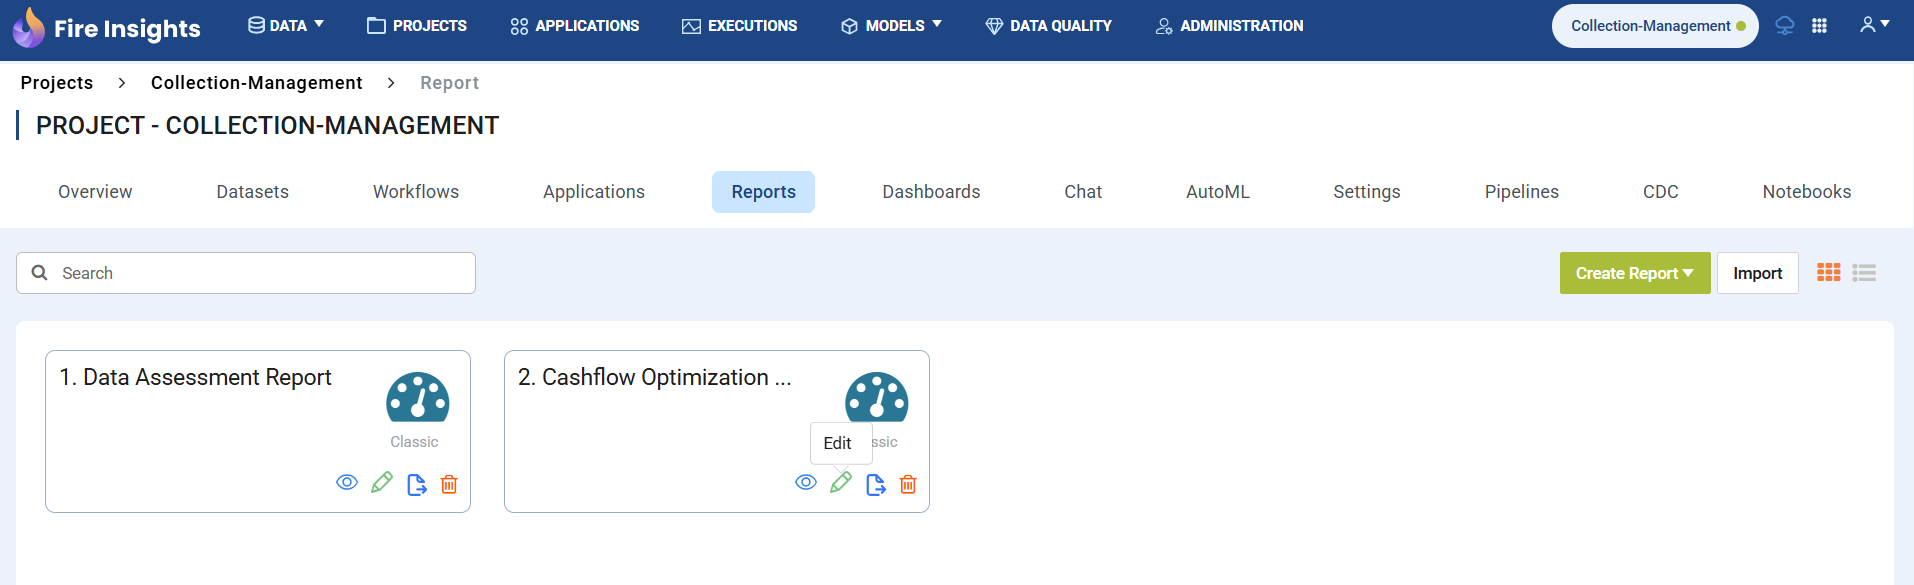 Fire Insights DATA PROJECTS APPLICATIONS EXECUTIONS MODELS DATA QUALITY ADMINISTRATION Collection-Management
Projects > Collection-Management > Report
PROJECT - COLLECTION-MANAGEMENT
Overview Datasets Workflows Applications Reports Dashboards Chat AutoML Settings Pipelines CDC Notebooks
Search Create Report Import
1. Data Assessment Report 2. Cashflow Optimization ...
Classic Edit ssic